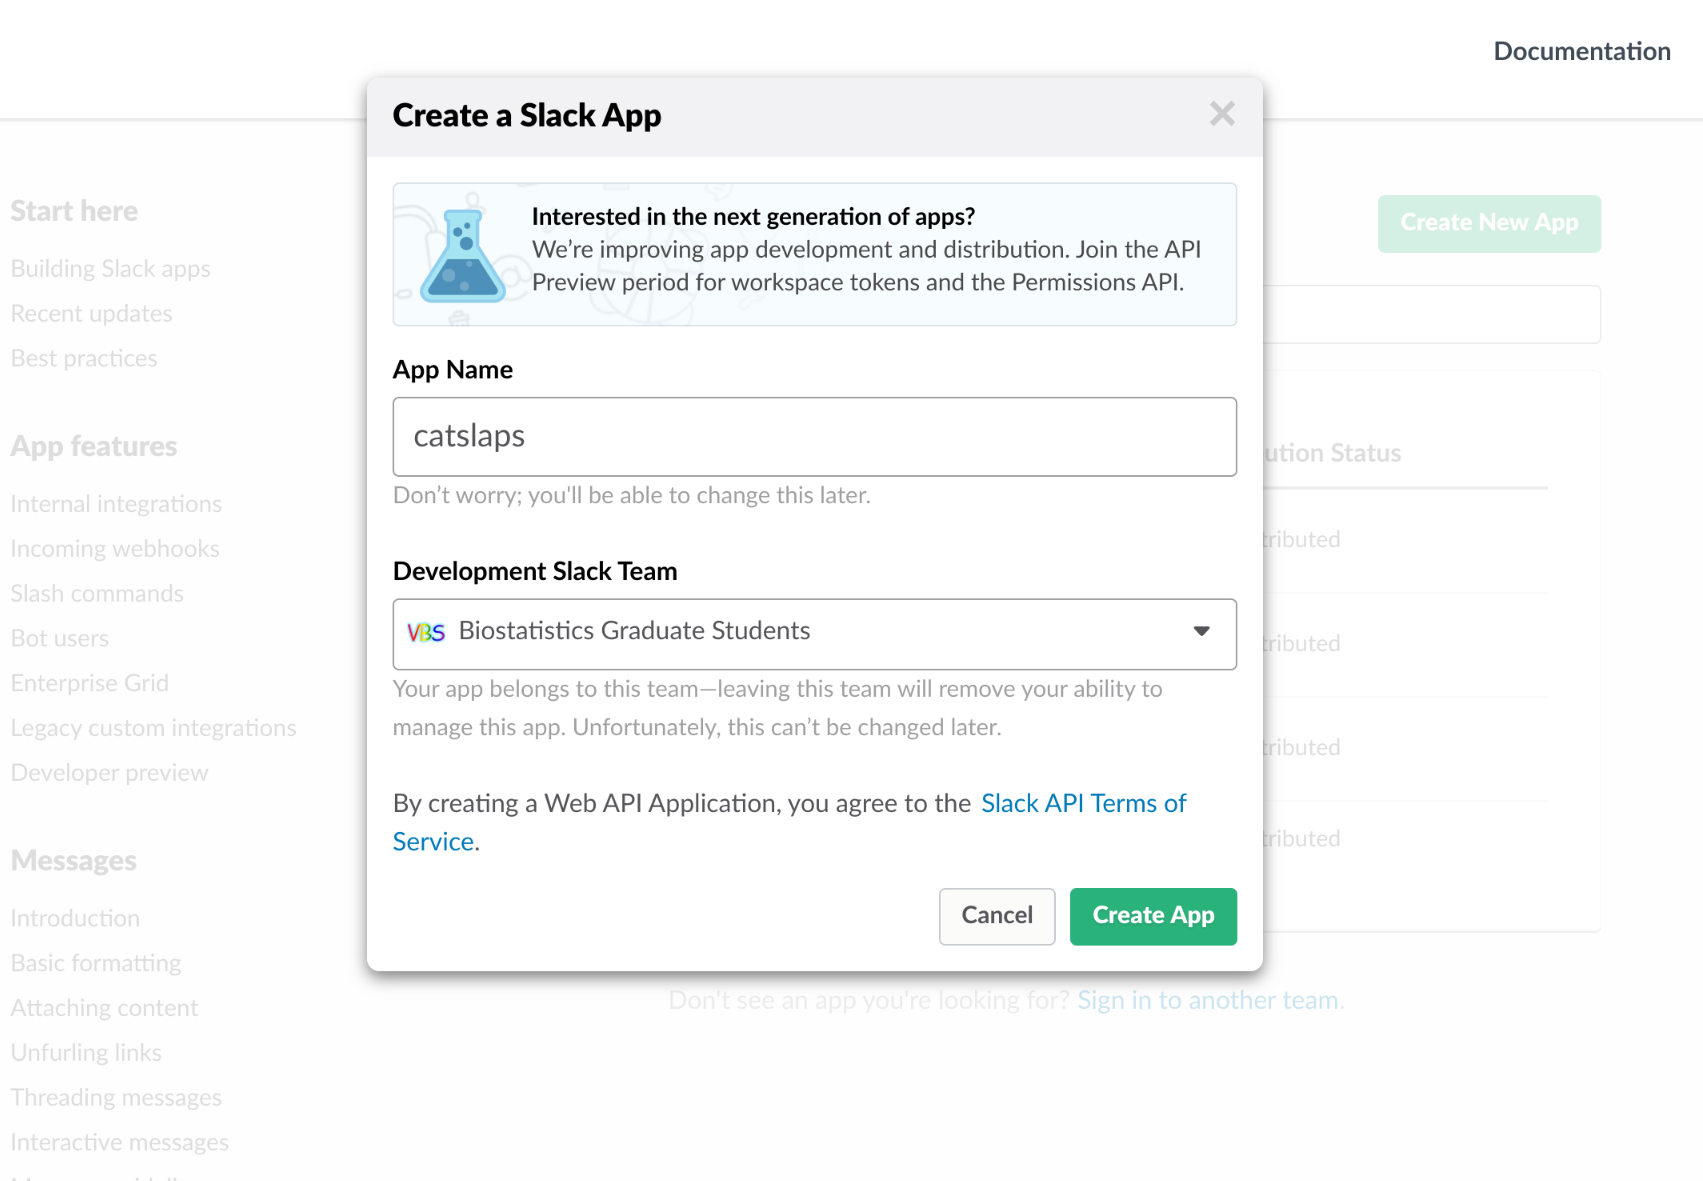 Documentation
Create a Slack App
Interested in the next generation of apps?
We’re improving app development and distribution. Join the API
Preview period for workspace tokens and the Permissions API.
App Name
catslaps
Don’t worry; you'll be able to change this later.
Development Slack Team
VBS Biostatistics Graduate Students
Your app belongs to this team—leaving this team will remove your ability to
manage this app. Unfortunately, this can’t be changed later.
By creating a Web API Application, you agree to the Slack API Terms of
Service.
Cancel Create App
Start here
Building Slack apps
Recent updates
Best practices
App features
Internal integrations
Incoming webhooks
Slash commands
Bot users
Enterprise Grid
Legacy custom integrations
Developer preview
Messages
Introduction
Basic formatting
Attaching content
Unfurling links
Threading messages
Interactive messages
Create New App
ution Status
tributed
tributed
tributed
tributed
Don't see an app you're looking for? Sign in to another team.